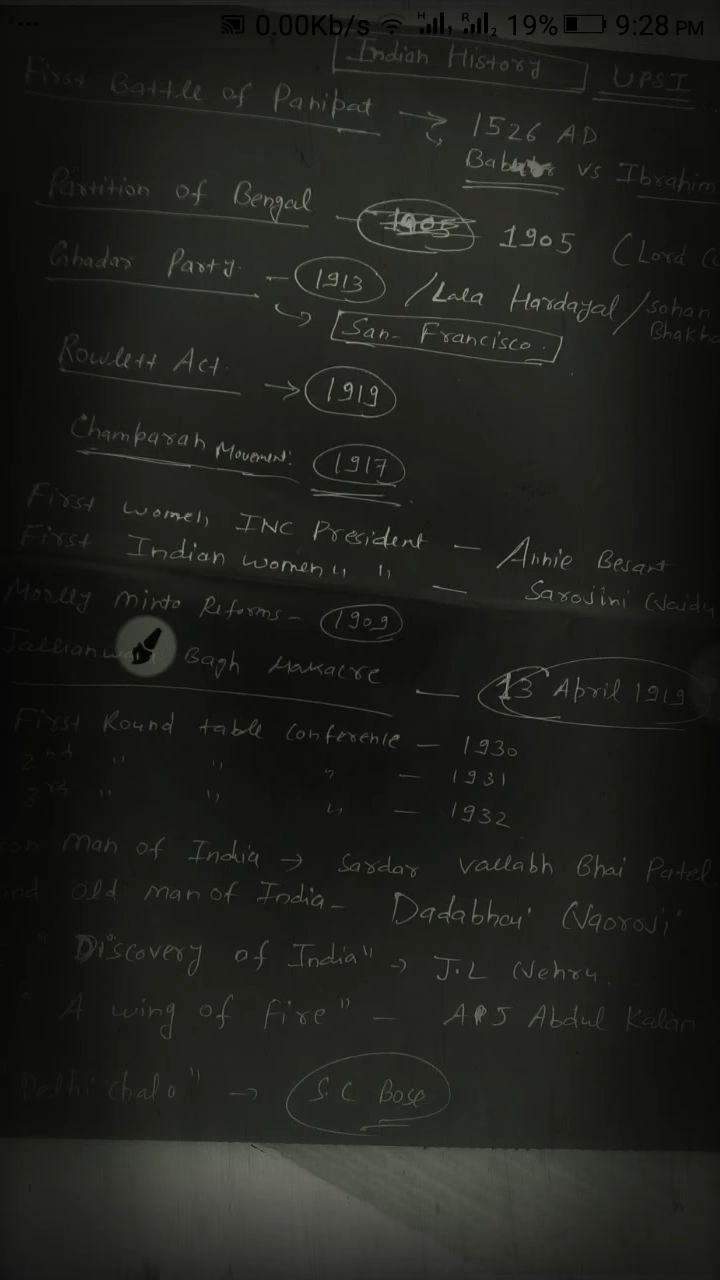 0.00Kb/s H R 2 19% 9:28 PM
Indian History UPSI
First Battle of Panipat → 1526 AD
Babur vs Ibrahim
Partition of Bengal - 1905 1905 (Lord
Ghadar Party. - 1913 / Lala Hardayal / Sohan
Bhakha
San-Francisco.
Rowlett Act → 1919
Champaran Movement: 1917
First women INC President - Annie Besant
First Indian women " " - Sarojini Naidu
Morley Minto Reforms - 1909
Bagh Massacre - 13 April 1919
First Round table conference - 1930
2nd " " " - 1931
3rd " " " - 1932
Man of India → Sardar Vallabh Bhai Patel
old man of India - Dadabhai Naoroji
"Discovery of India" → J.L Nehru.
"A wing of fire" - APJ Abdul Kalam
"Delhi Chalo" → S.C Bose